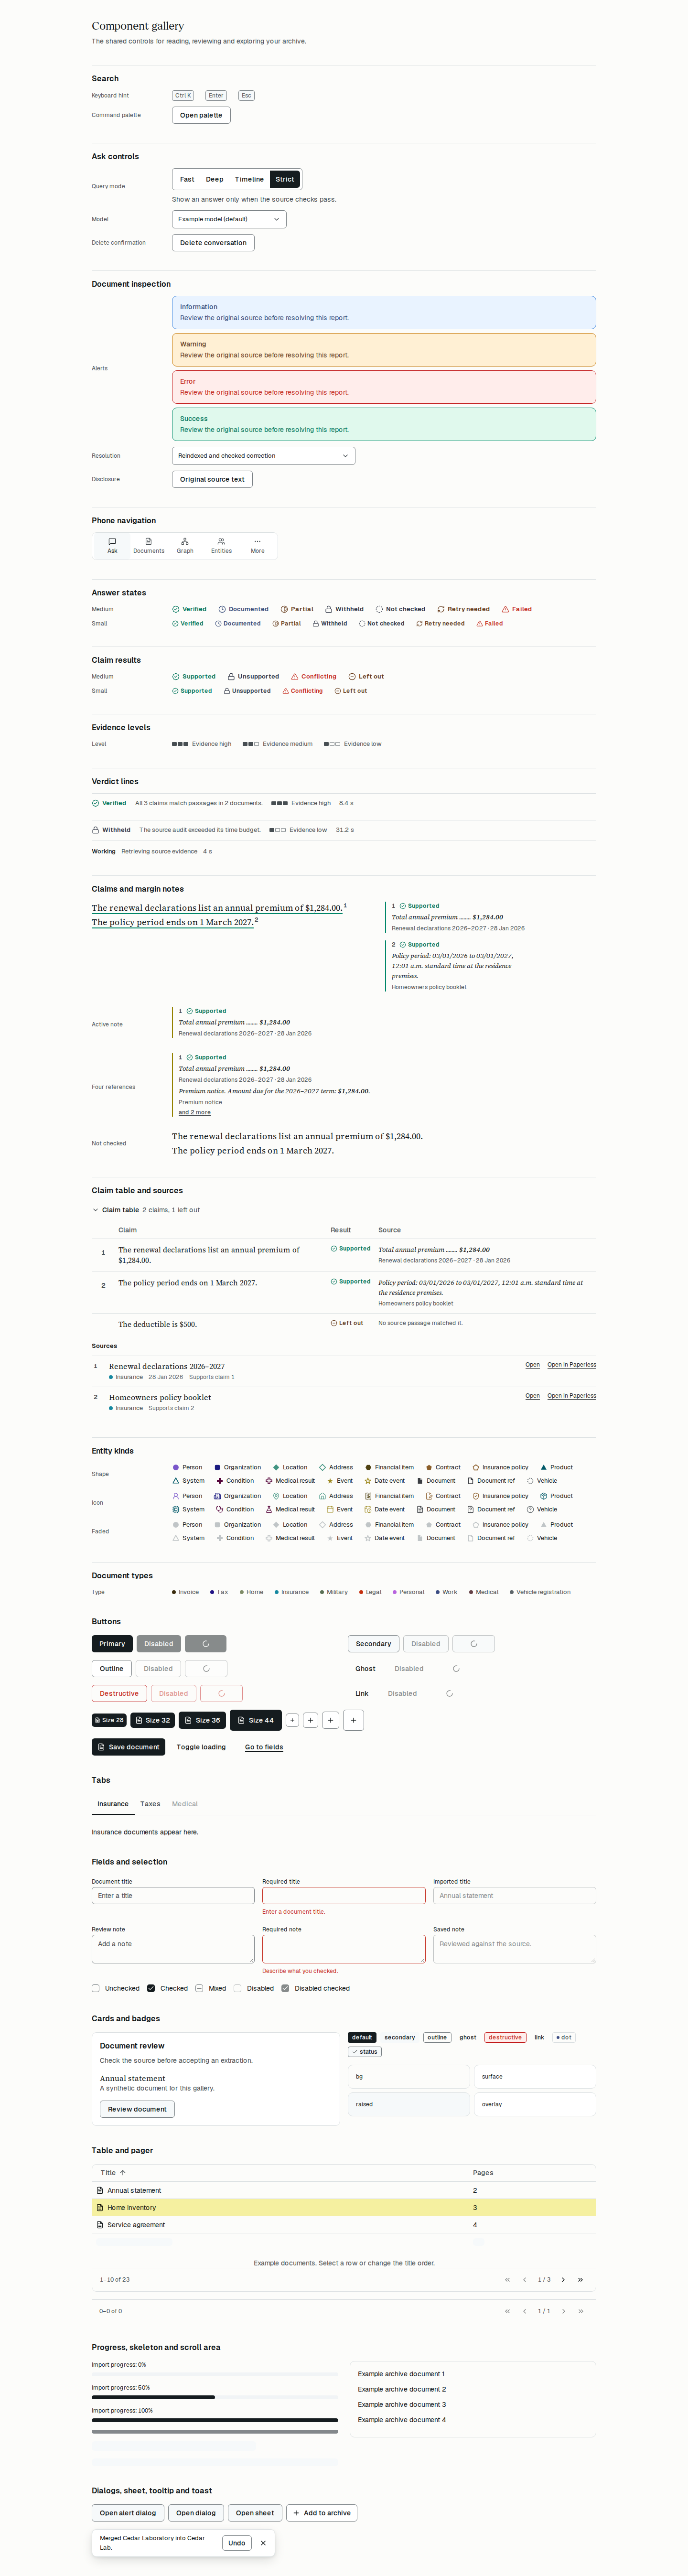 Component gallery
The shared controls for reading, reviewing and exploring your archive.
Search
Keyboard hint Ctrl K Enter Esc
Command palette Open palette
Ask controls
Query mode Fast Deep Timeline Strict
Show an answer only when the source checks pass.
Model Example model (default)
Delete confirmation Delete conversation
Document inspection
Alerts
Information
Review the original source before resolving this report.
Warning
Review the original source before resolving this report.
Error
Review the original source before resolving this report.
Success
Review the original source before resolving this report.
Resolution Reindexed and checked correction
Disclosure Original source text
Phone navigation
Ask Documents Graph Entities More
Answer states
Medium Verified Documented Partial Withheld Not checked Retry needed Failed
Small Verified Documented Partial Withheld Not checked Retry needed Failed
Claim results
Medium Supported Unsupported Conflicting Left out
Small Supported Unsupported Conflicting Left out
Evidence levels
Level Evidence high Evidence medium Evidence low
Verdict lines
Verified All 3 claims match passages in 2 documents. Evidence high 8.4 s
Withheld The source audit exceeded its time budget. Evidence low 31.2 s
Working Retrieving source evidence 4 s
Claims and margin notes
The renewal declarations list an annual premium of $1,284.00. 1
The policy period ends on 1 March 2027. 2
1 Supported
Total annual premium ...... $1,284.00
Renewal declarations 2026–2027 · 28 Jan 2026
2 Supported
Policy period: 03/01/2026 to 03/01/2027,
12:01 a.m. standard time at the residence
premises.
Homeowners policy booklet
Active note
1 Supported
Total annual premium ...... $1,284.00
Renewal declarations 2026–2027 · 28 Jan 2026
Four references
1 Supported
Total annual premium ...... $1,284.00
Renewal declarations 2026–2027 · 28 Jan 2026
Premium notice. Amount due for the 2026–2027 term: $1,284.00.
Premium notice
and 2 more
Not checked
The renewal declarations list an annual premium of $1,284.00.
The policy period ends on 1 March 2027.
Claim table and sources
Claim table 2 claims, 1 left out
Claim Result Source
1 The renewal declarations list an annual premium of
$1,284.00.
Supported
Total annual premium ...... $1,284.00
Renewal declarations 2026–2027 · 28 Jan 2026
2 The policy period ends on 1 March 2027.
Supported
Policy period: 03/01/2026 to 03/01/2027, 12:01 a.m. standard time at
the residence premises.
Homeowners policy booklet
The deductible is $500. Left out No source passage matched it.
Sources
1 Renewal declarations 2026–2027 Open Open in Paperless
Insurance 28 Jan 2026 Supports claim 1
2 Homeowners policy booklet Open Open in Paperless
Insurance Supports claim 2
Entity kinds
Shape
Person Organization Location Address Financial item Contract Insurance policy Product
System Condition Medical result Event Date event Document Document ref Vehicle
Icon
Person Organization Location Address Financial item Contract Insurance policy Product
System Condition Medical result Event Date event Document Document ref Vehicle
Faded
Person Organization Location Address Financial item Contract Insurance policy Product
System Condition Medical result Event Date event Document Document ref Vehicle
Document types
Type Invoice Tax Home Insurance Military Legal Personal Work Medical Vehicle registration
Buttons
Primary Disabled Secondary Disabled
Outline Disabled Ghost Disabled
Destructive Disabled Link Disabled
Size 28 Size 32 Size 36 Size 44
Save document Toggle loading Go to fields
Tabs
Insurance Taxes Medical
Insurance documents appear here.
Fields and selection
Document title Required title Imported title
Enter a title Annual statement
Enter a document title.
Review note Required note Saved note
Add a note Reviewed against the source.
Describe what you checked.
Unchecked Checked Mixed Disabled Disabled checked
Cards and badges
Document review
Check the source before accepting an extraction.
Annual statement
A synthetic document for this gallery.
Review document
default secondary outline ghost destructive link dot
status
bg surface
raised overlay
Table and pager
Title Pages
Annual statement 2
Home inventory 3
Service agreement 4
Example documents. Select a row or change the title order.
1–10 of 23 1 / 3
0–0 of 0 1 / 1
Progress, skeleton and scroll area
Import progress: 0%
Import progress: 50%
Import progress: 100%
Example archive document 1
Example archive document 2
Example archive document 3
Example archive document 4
Dialogs, sheet, tooltip and toast
Open alert dialog Open dialog Open sheet Add to archive
Merged Cedar Laboratory into Cedar
Lab.
Undo